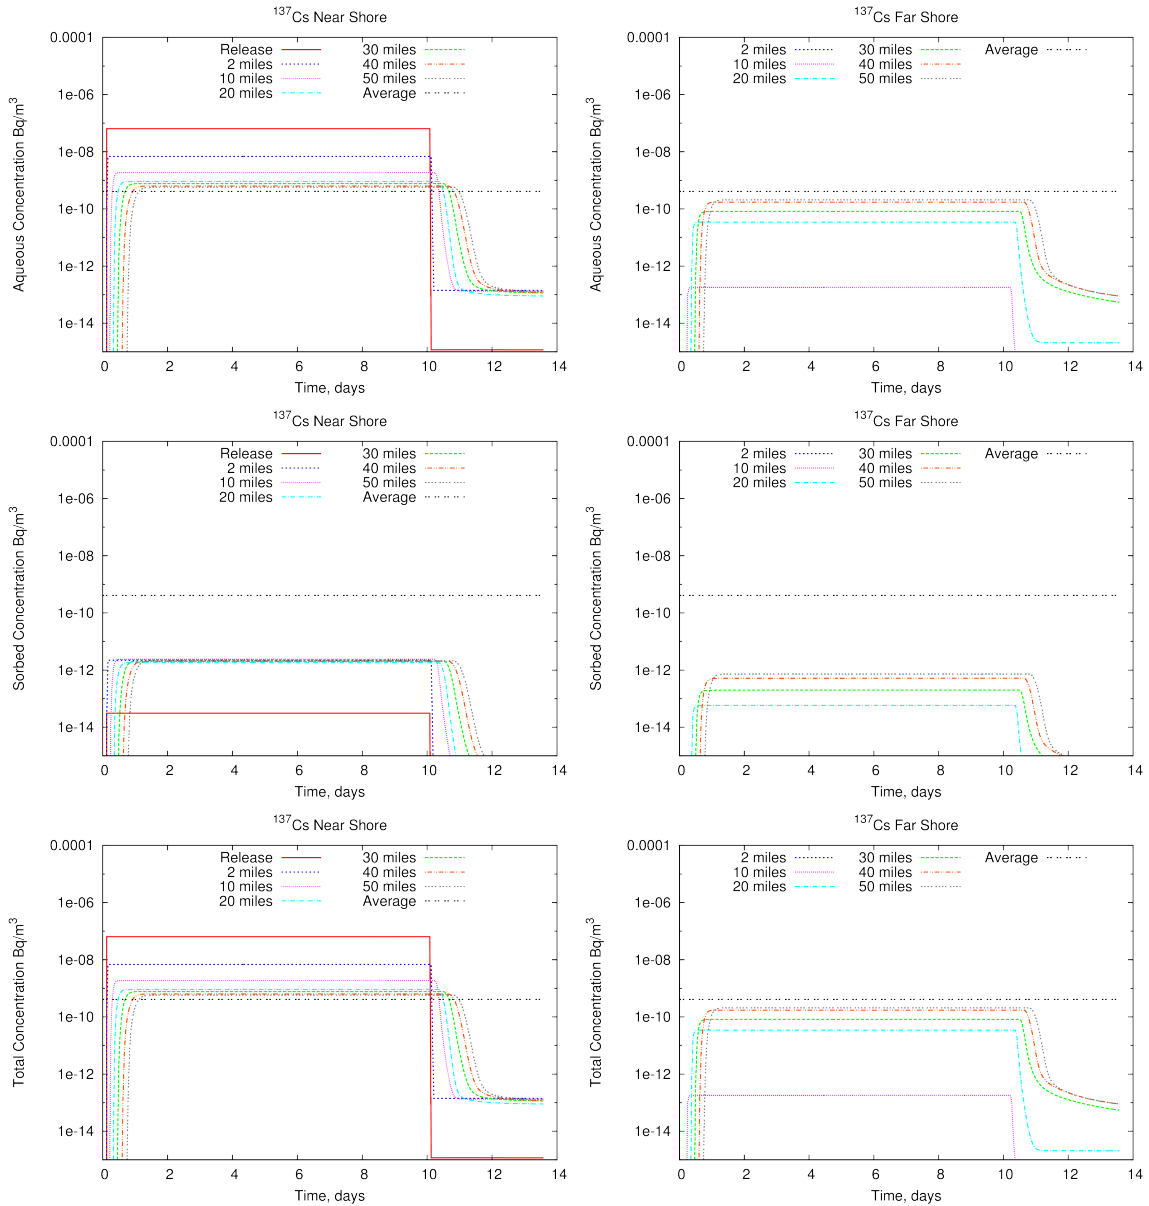 137Cs Near Shore
Aqueous Concentration Bq/m3
0.0001
1e-06
1e-08
1e-10
1e-12
1e-14
Release
2 miles
10 miles
20 miles
30 miles
40 miles
50 miles
Average
0 2 4 6 8 10 12 14
Time, days
137Cs Far Shore
Aqueous Concentration Bq/m3
0.0001
1e-06
1e-08
1e-10
1e-12
1e-14
2 miles
10 miles
20 miles
30 miles
40 miles
50 miles
Average
0 2 4 6 8 10 12 14
Time, days
137Cs Near Shore
Sorbed Concentration Bq/m3
0.0001
1e-06
1e-08
1e-10
1e-12
1e-14
Release
2 miles
10 miles
20 miles
30 miles
40 miles
50 miles
Average
0 2 4 6 8 10 12 14
Time, days
137Cs Far Shore
Sorbed Concentration Bq/m3
0.0001
1e-06
1e-08
1e-10
1e-12
1e-14
2 miles
10 miles
20 miles
30 miles
40 miles
50 miles
Average
0 2 4 6 8 10 12 14
Time, days
137Cs Near Shore
Total Concentration Bq/m3
0.0001
1e-06
1e-08
1e-10
1e-12
1e-14
Release
2 miles
10 miles
20 miles
30 miles
40 miles
50 miles
Average
0 2 4 6 8 10 12 14
Time, days
137Cs Far Shore
Total Concentration Bq/m3
0.0001
1e-06
1e-08
1e-10
1e-12
1e-14
2 miles
10 miles
20 miles
30 miles
40 miles
50 miles
Average
0 2 4 6 8 10 12 14
Time, days